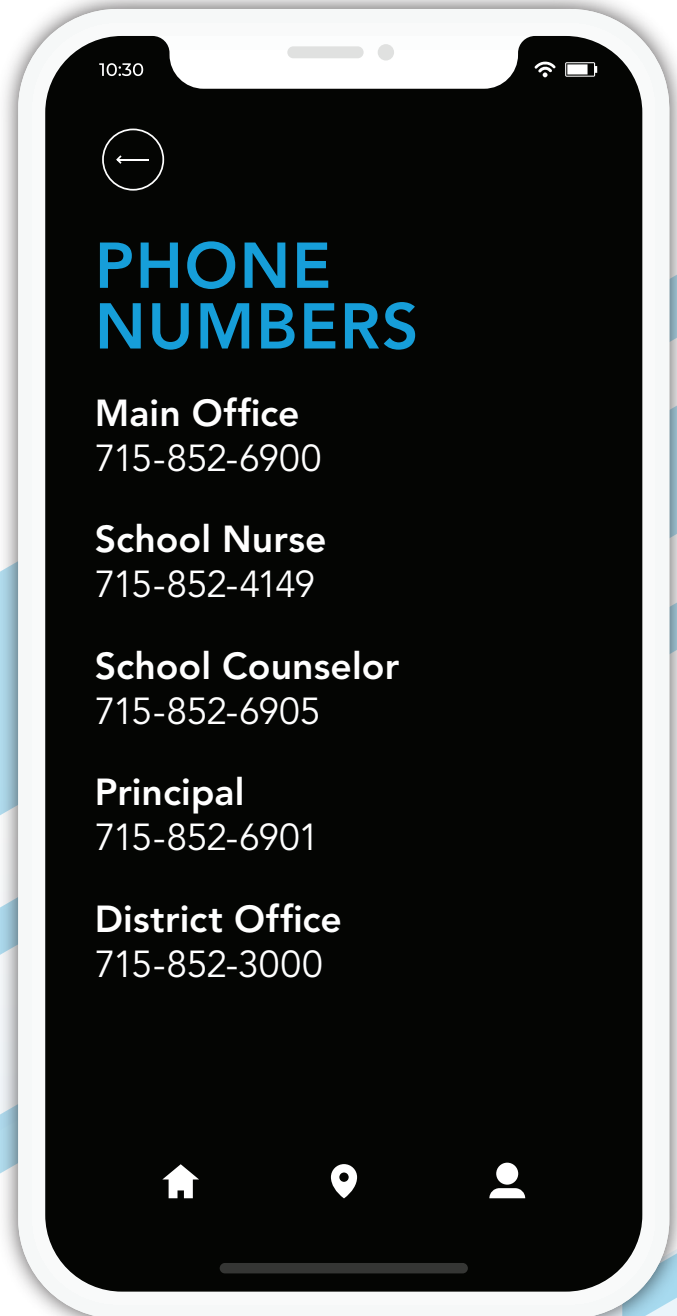 10:30
PHONE
NUMBERS
Main Office
715-852-6900
School Nurse
715-852-4149
School Counselor
715-852-6905
Principal
715-852-6901
District Office
715-852-3000